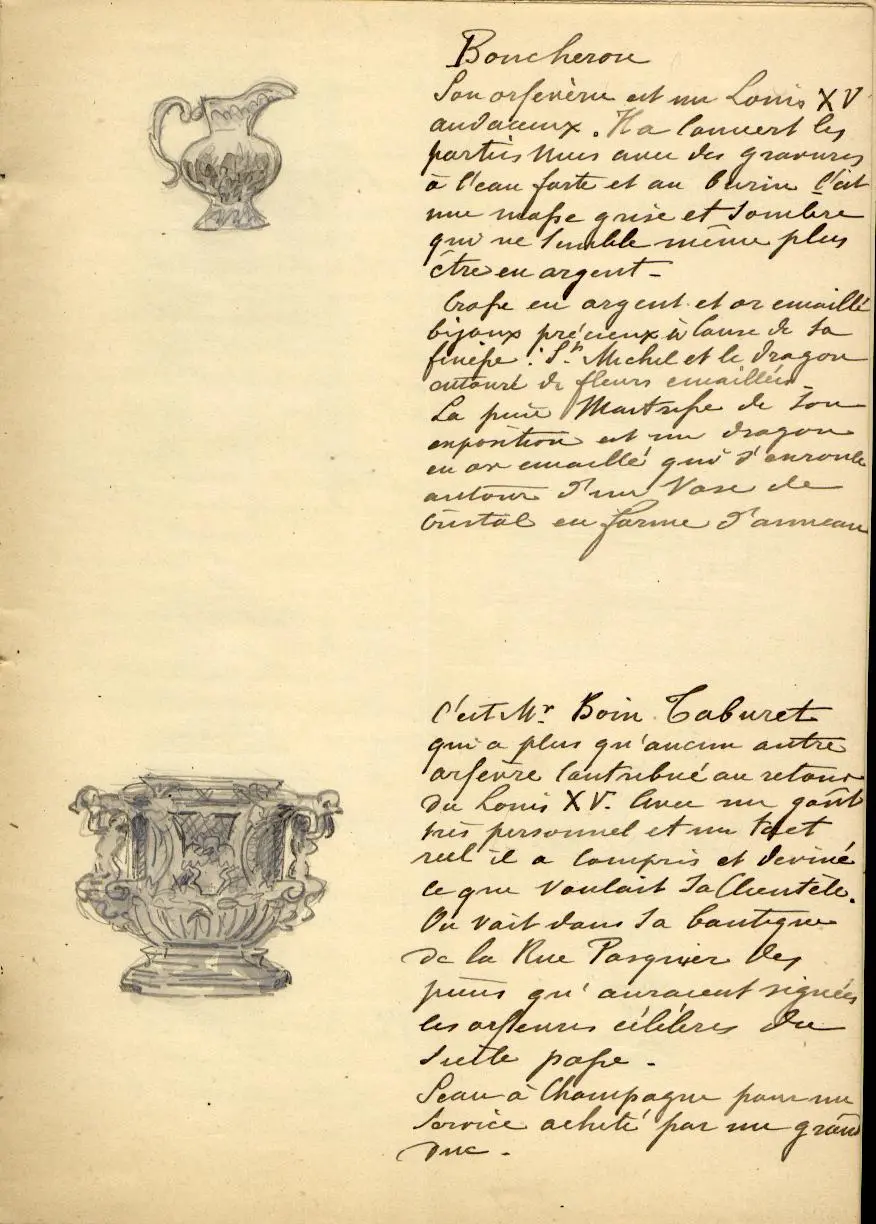 Boucheron
Son orfèvrerie est un Louis XV
audacieux. Il a couvert les
parties nues avec des gravures
à l'eau forte et au burin c'est
une masse grise et sombre
qui ne semble même plus
être en argent -
Coupe en argent et or emaillé
bijoux précieux à cause de sa
finesse : St Michel et le dragon
entouré de fleurs emaillées -
La pièce Maitresse de son
exposition est un dragon
en or emaillé qui s'enroule
autour d'un Vase de
Cristal en forme d'anneau
C'est Mr Boin Taburet
qui a plus qu'aucun autre
orfèvre contribué au retour
du Louis XV. Avec un goût
très personnel et un tact
réel il a compris et deviné
ce que voulait sa Clientèle.
On voit dans sa boutique
de la Rue Pasquier des
pièces qu'auraient signées
les orfevres célèbres du
siècle passe -
Seau à Champagne pour un
service acheté par un grand
duc -